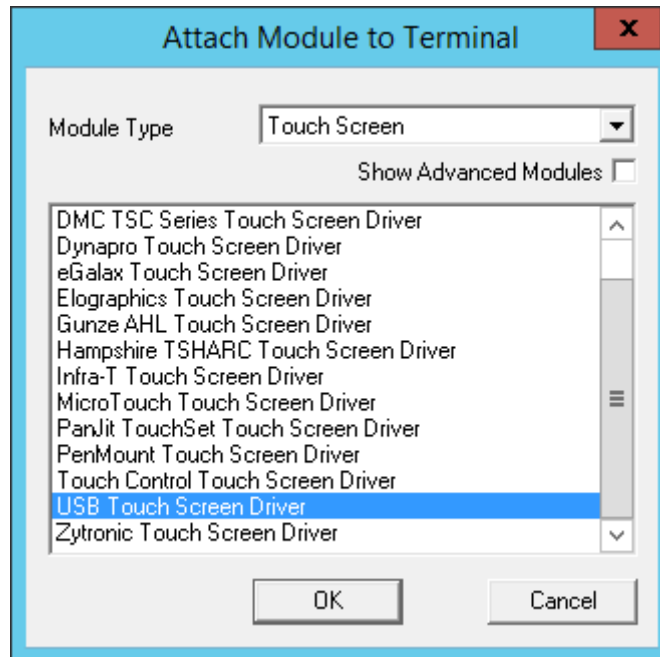 Attach Module to Terminal
x
Module Type
Touch Screen
Show Advanced Modules
DMC TSC Series Touch Screen Driver
Dynapro Touch Screen Driver
eGalax Touch Screen Driver
Elographics Touch Screen Driver
Gunze AHL Touch Screen Driver
Hampshire TSHARC Touch Screen Driver
Infra-T Touch Screen Driver
MicroTouch Touch Screen Driver
PanJit TouchSet Touch Screen Driver
PenMount Touch Screen Driver
Touch Control Touch Screen Driver
USB Touch Screen Driver
Zytronic Touch Screen Driver
OK
Cancel